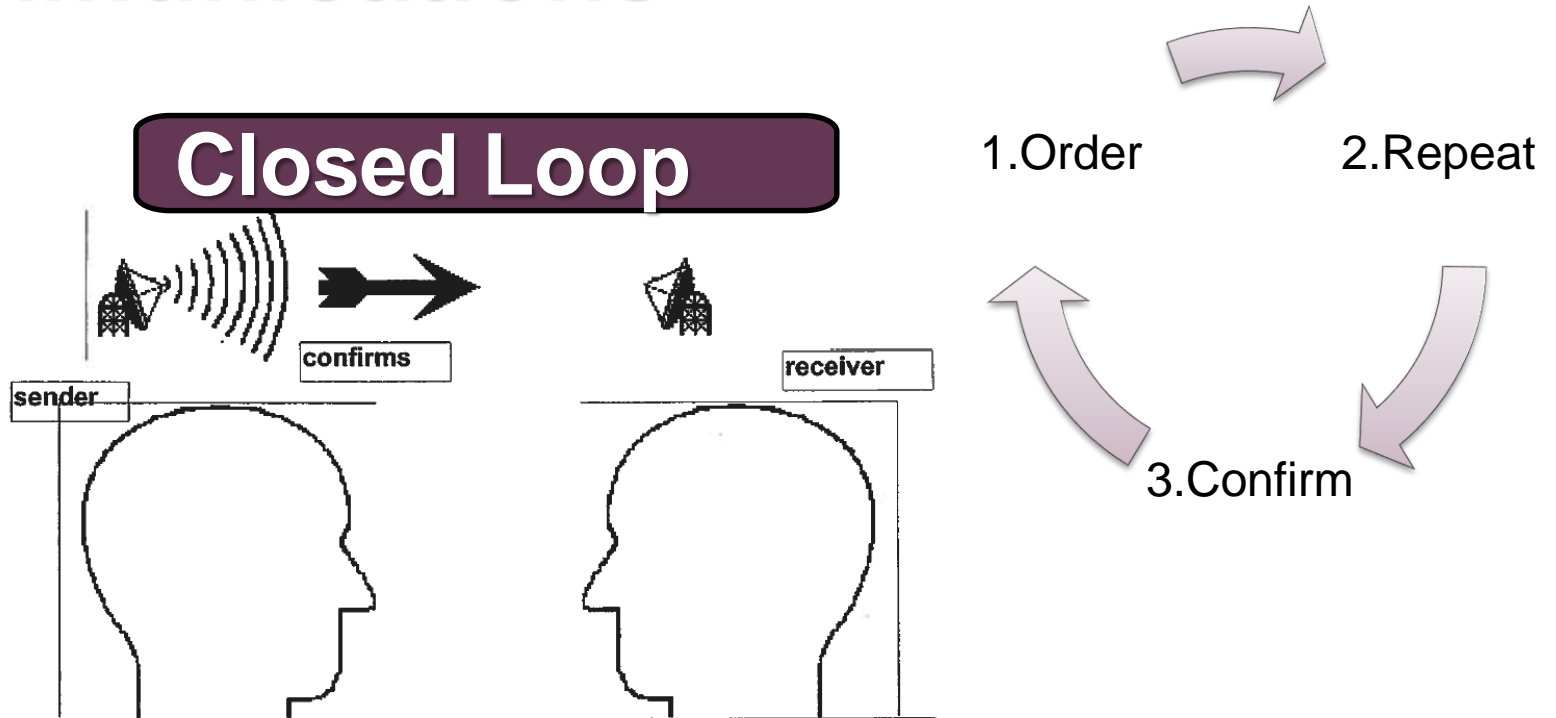 Closed Loop
1.Order
2.Repeat
confirms
receiver
sender
3.Confirm